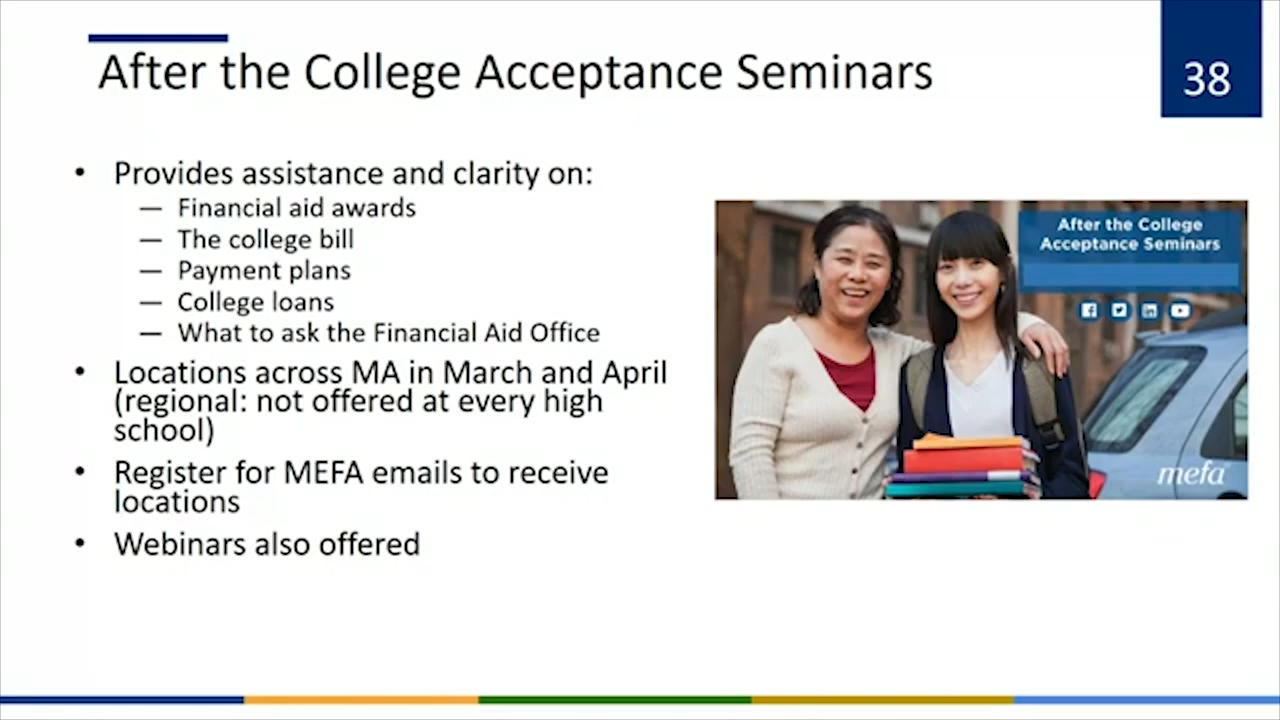 After the College Acceptance Seminars
38
• Provides assistance and clarity on:
— Financial aid awards
— The college bill
— Payment plans
— College loans
— What to ask the Financial Aid Office
• Locations across MA in March and April
(regional: not offered at every high
school)
• Register for MEFA emails to receive
locations
• Webinars also offered
After the College
Acceptance Seminars
mefa